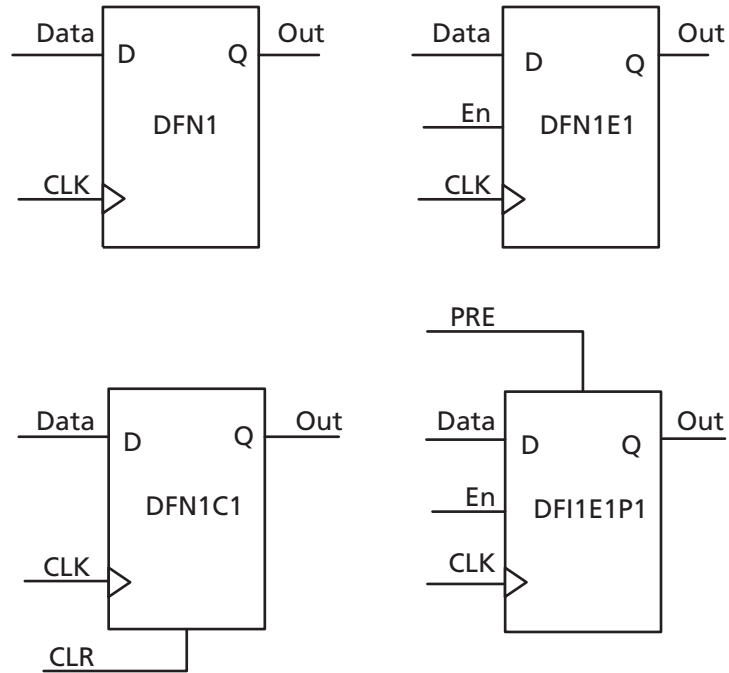 Data
D
Q
Out
DFN1
CLK
Data
D
Q
Out
En
DFN1E1
CLK
Data
D
Q
Out
DFN1C1
CLK
CLR
PRE
Data
D
Q
Out
En
DFI1E1P1
CLK